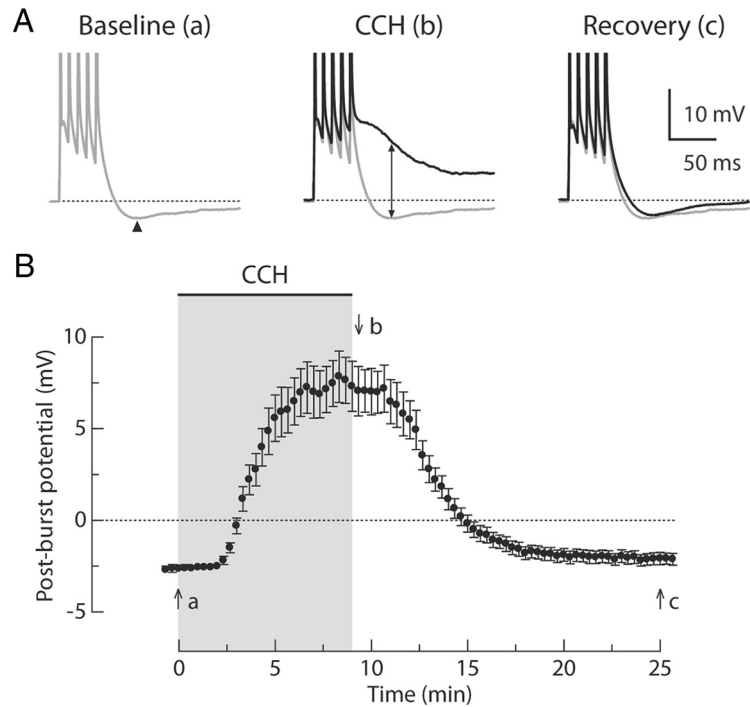 A
Baseline (a)
CCH (b)
Recovery (c)
10 mV
50 ms
B
CCH
b
10
5
0
-5
Post-burst potential (mV)
a
c
0
5
10
15
20
25
Time (min)